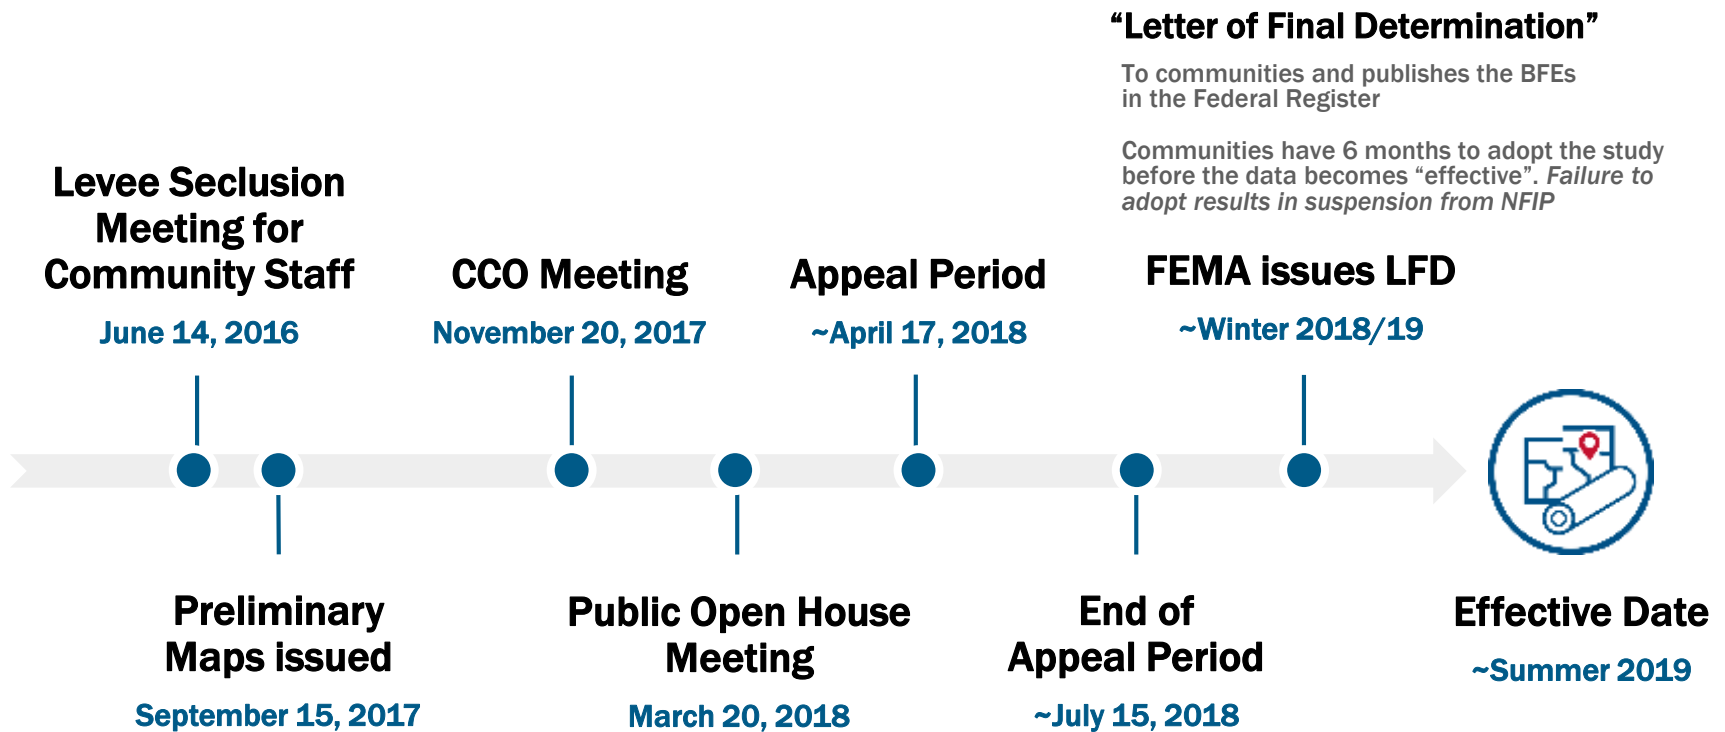 “Letter of Final Determination”
To communities and publishes the BFEs
in the Federal Register
Communities have 6 months to adopt the study
before the data becomes “effective”. Failure to
adopt results in suspension from NFIP
Levee Seclusion
Meeting for
Community Staff
June 14, 2016
CCO Meeting
November 20, 2017
Appeal Period
~April 17, 2018
FEMA issues LFD
~Winter 2018/19
Preliminary
Maps issued
September 15, 2017
Public Open House
Meeting
March 20, 2018
End of
Appeal Period
~July 15, 2018
Effective Date
~Summer 2019